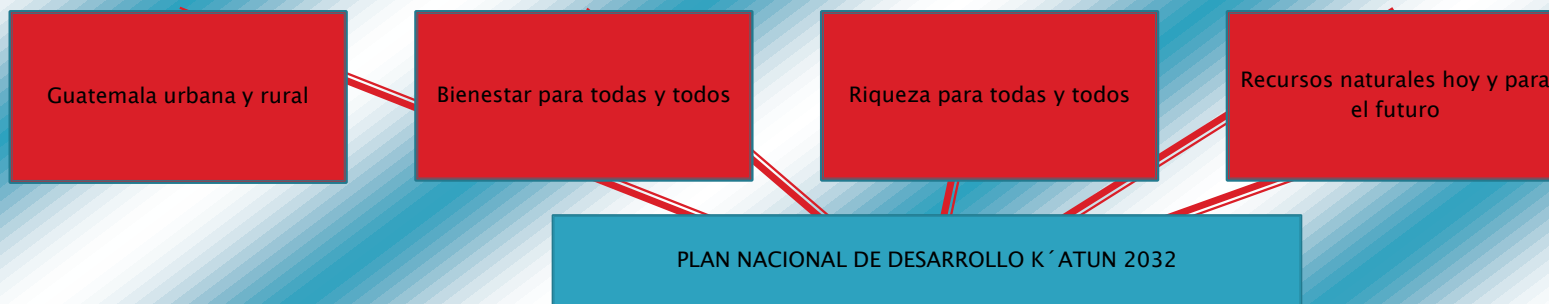 Guatemala urbana y rural
Bienestar para todas y todos
Riqueza para todas y todos
Recursos naturales hoy y para
el futuro
PLAN NACIONAL DE DESARROLLO K´ATUN 2032